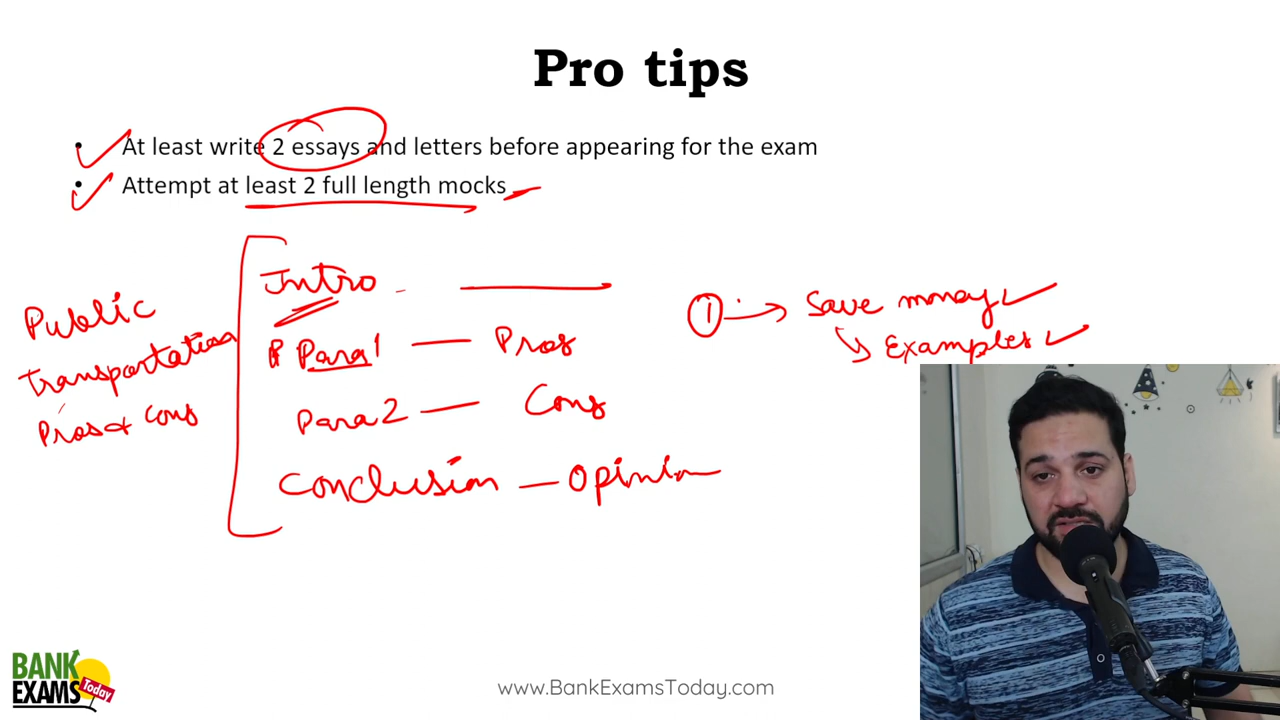 Pro tips
• At least write 2 essays and letters before appearing for the exam
• Attempt at least 2 full length mocks
Public
transportation
Pros & Cons
Intro
Para 1 — Pros
Para 2 — Cons
Conclusion — Opinion
1 → Save money
Examples
BANK
EXAMS
Today
www.BankExamsToday.com